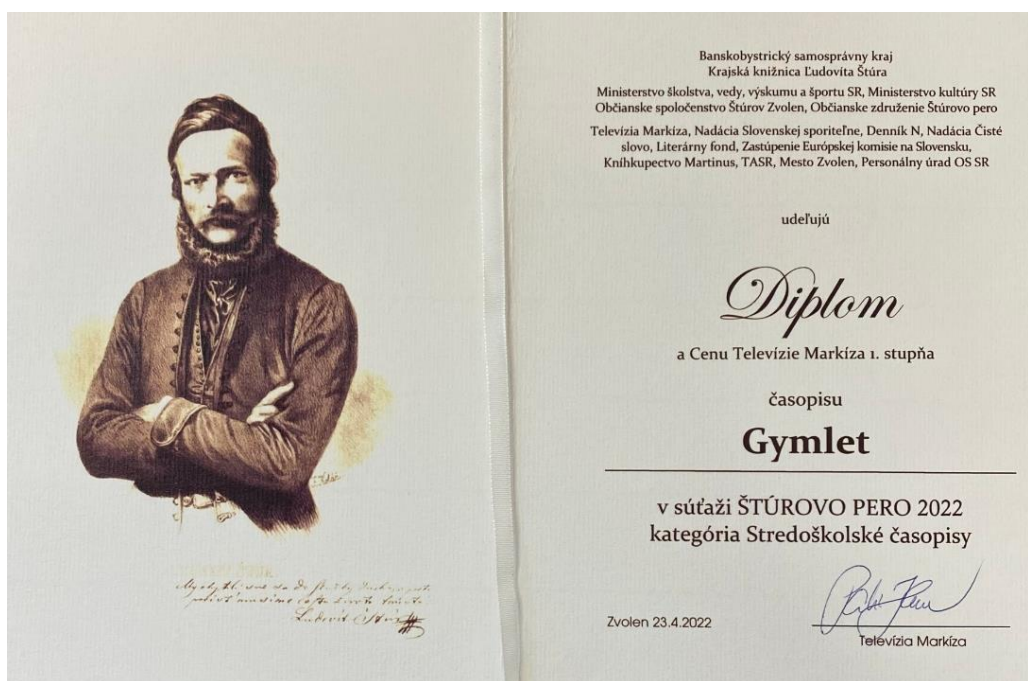 Ľudovít Štúr
Banskobystrický samosprávny kraj
Krajská knižnica Ľudovíta Štúra
Ministerstvo školstva, vedy, výskumu a športu SR, Ministerstvo kultúry SR
Občianske spoločenstvo Štúrov Zvolen, Občianske združenie Štúrovo pero
Televízia Markíza, Nadácia Slovenskej sporiteľne, Denník N, Nadácia Čisté
slovo, Literárny fond, Zastúpenie Európskej komisie na Slovensku,
Kníhkupectvo Martinus, TASR, Mesto Zvolen, Personálny úrad OS SR
udeľujú
Diplom
a Cenu Televízie Markíza 1. stupňa
časopisu
Gymlet
v súťaži ŠTÚROVO PERO 2022
kategória Stredoškolské časopisy
Zvolen 23.4.2022
Televízia Markíza